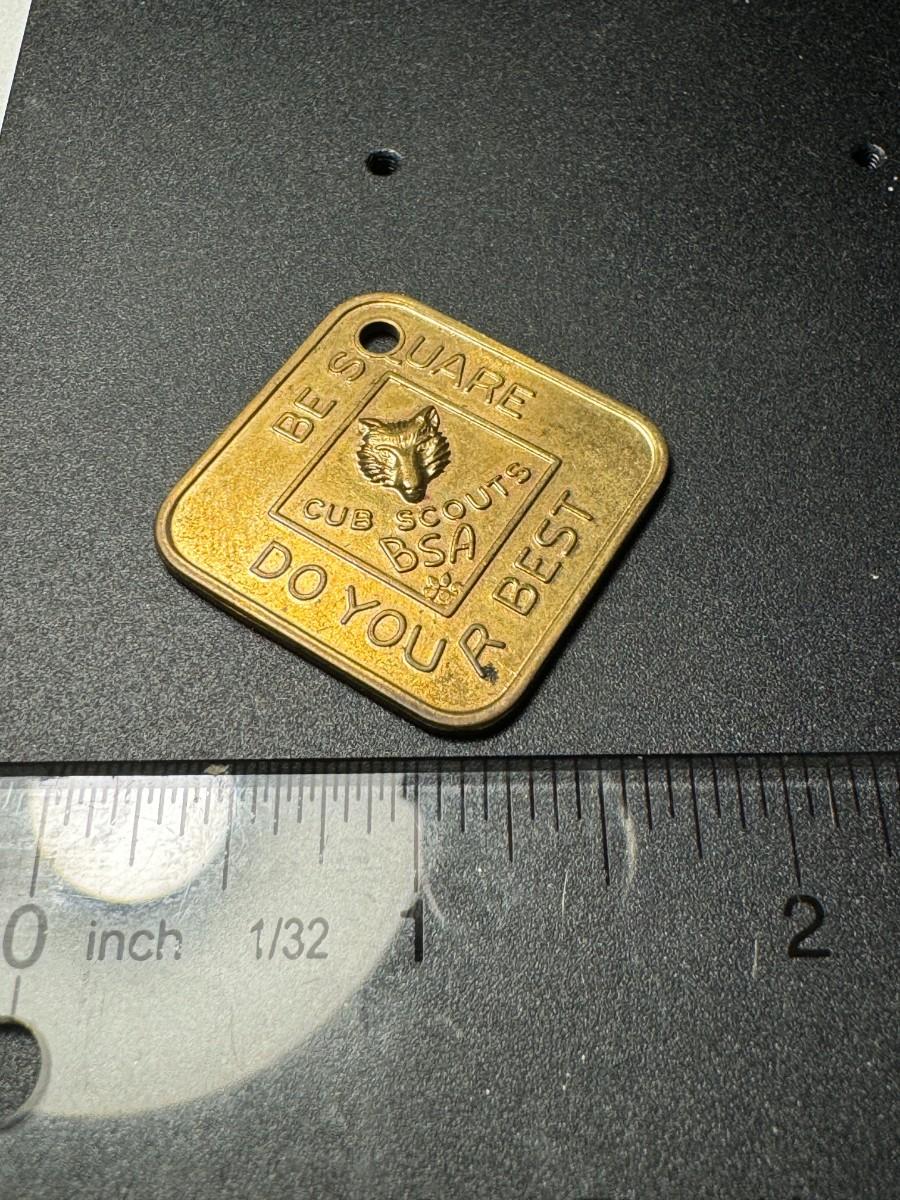 BE SQUARE
CUB SCOUTS
BSA
DO YOUR BEST
0 inch 1/32 1 2